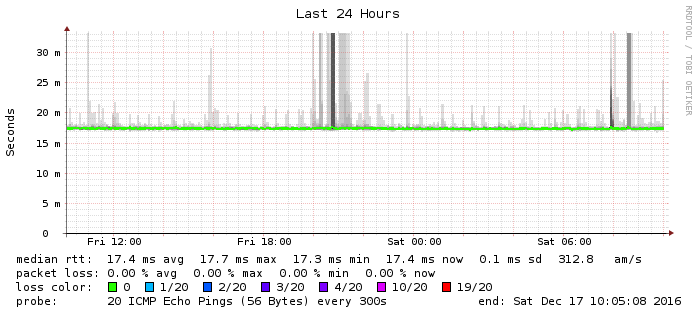 Last 24 Hours
RRDTOOL / TOBI OETIKER
Seconds
30 m
25 m
20 m
15 m
10 m
5 m
0
Fri 12:00 Fri 18:00 Sat 00:00 Sat 06:00
median rtt: 17.4 ms avg 17.7 ms max 17.3 ms min 17.4 ms now 0.1 ms sd 312.8 am/s
packet loss: 0.00 % avg 0.00 % max 0.00 % min 0.00 % now
loss color: 0 1/20 2/20 3/20 4/20 10/20 19/20
probe: 20 ICMP Echo Pings (56 Bytes) every 300s end: Sat Dec 17 10:05:08 2016